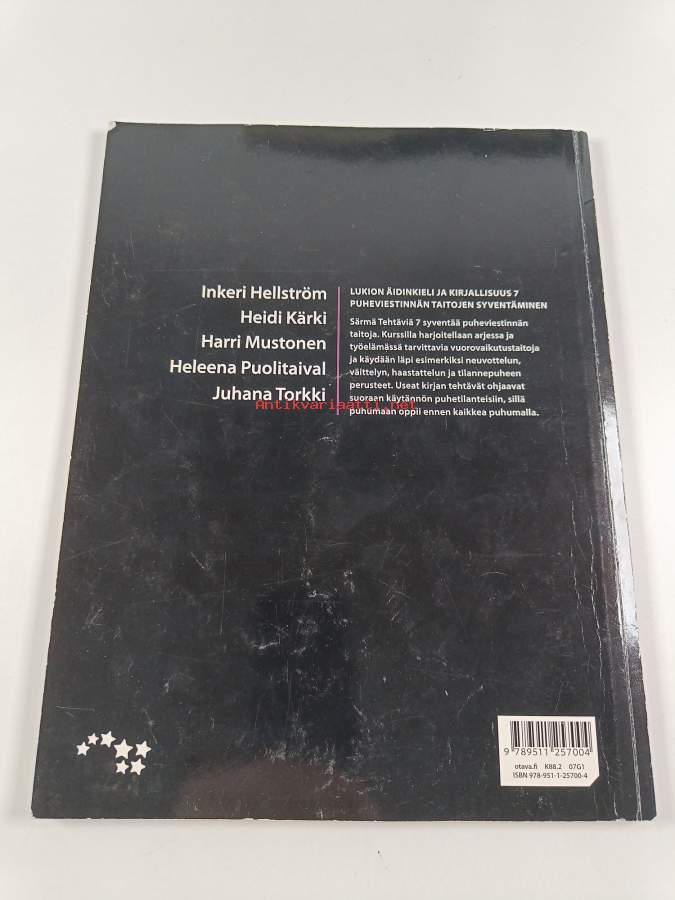 Inkeri Hellström
Heidi Kärki
Harri Mustonen
Heleena Puolitaival
Juhana Torkki
LUKION ÄIDINKIELI JA KIRJALLISUUS 7
PUHEVIESTINNÄN TAITOJEN SYVENTÄMINEN
Särmä Tehtäviä 7 syventää puheviestinnän
taitoja. Kurssilla harjoitellaan arjessa ja
työelämässä tarvittavia vuorovaikutustaitoja
ja käydään läpi esimerkiksi neuvottelun,
väittelyn, haastattelun ja tilannepuheen
perusteet. Useat kirjan tehtävät ohjaavat
suoraan käytännön puhetilanteisiin, sillä
puhumaan oppii ennen kaikkea puhumalla.
Antikvariaatti.net
9 789511 257004
otava.fi K88.2 07G1
ISBN 978-951-1-25700-4